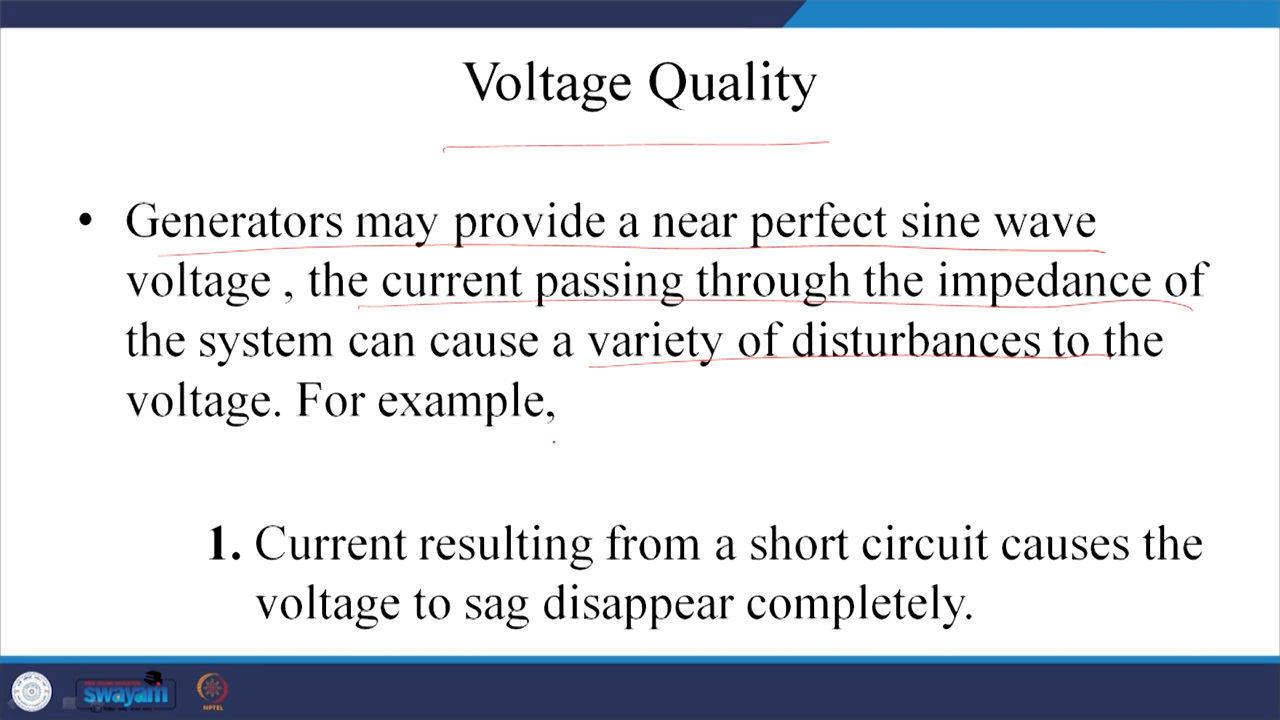 Voltage Quality
• Generators may provide a near perfect sine wave
voltage , the current passing through the impedance of
the system can cause a variety of disturbances to the
voltage. For example,
1. Current resulting from a short circuit causes the
voltage to sag disappear completely.
swayam
NPTEL